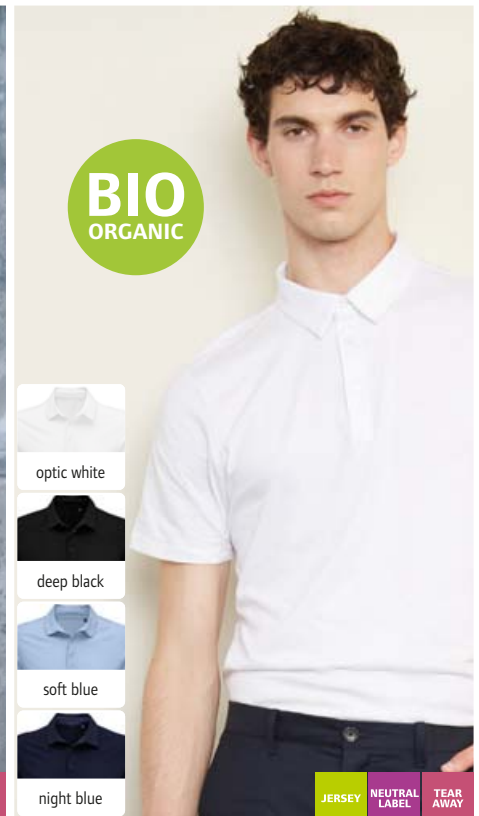 BIO
ORGANIC
optic white
deep black
soft blue
night blue
JERSEY
NEUTRAL
LABEL
TEAR
AWAY